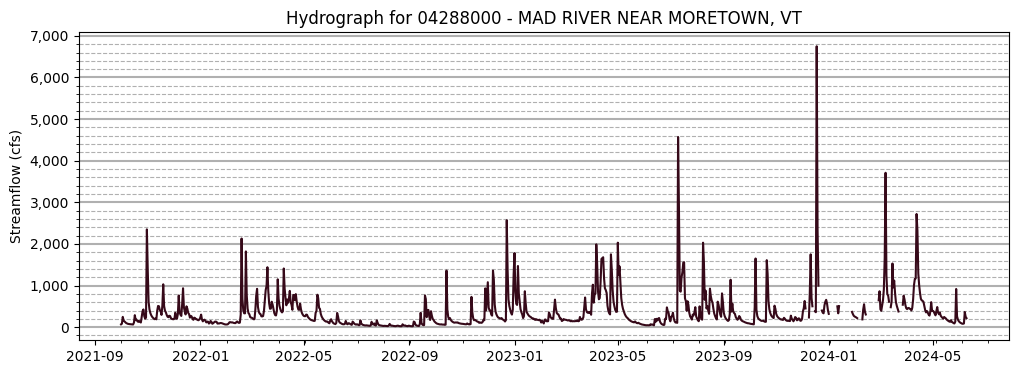 Hydrograph for 04288000 - MAD RIVER NEAR MORETOWN, VT
Streamflow (cfs)
7,000
6,000
5,000
4,000
3,000
2,000
1,000
0
2021-09 2022-01 2022-05 2022-09 2023-01 2023-05 2023-09 2024-01 2024-05